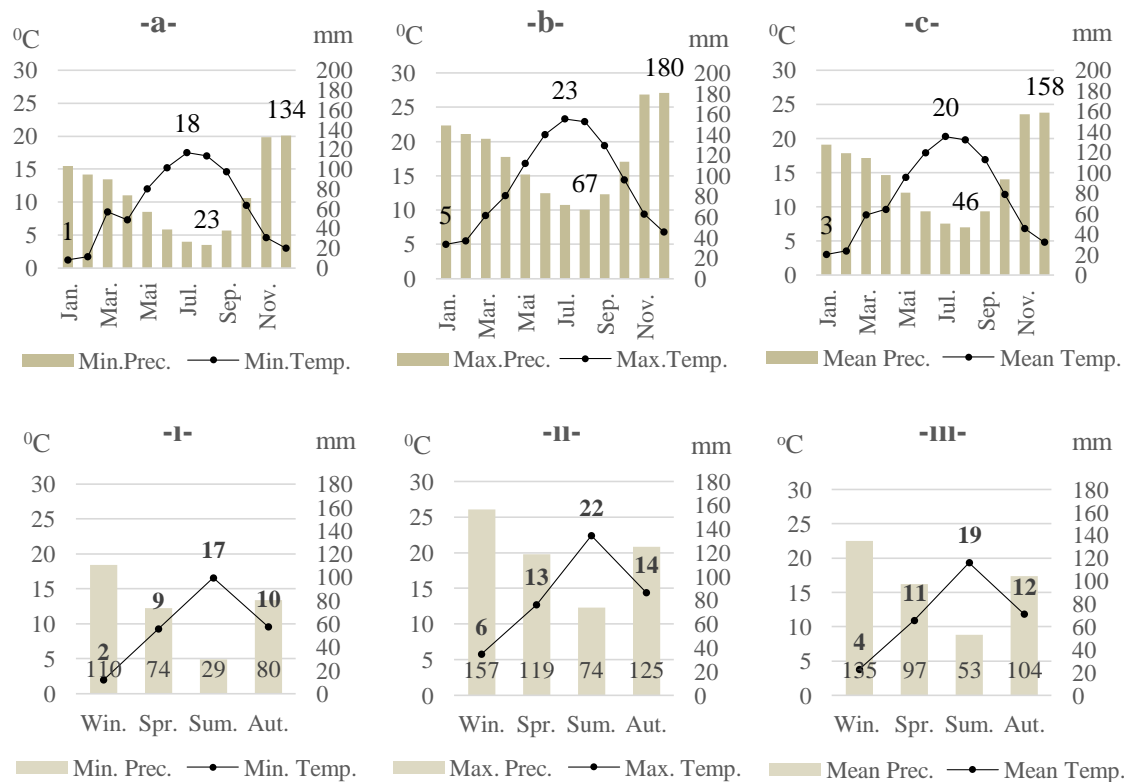 -a-
⁰C
mm
30
25
20
15
10
5
0
200
180
160
140
120
100
80
60
40
20
0
1
18
23
134
Jan.
Mar.
Mai
Jul.
Sep.
Nov.
Min.Prec.
Min.Temp.
-b-
⁰C
mm
30
25
20
15
10
5
0
200
180
160
140
120
100
80
60
40
20
0
5
23
67
180
Jan.
Mar.
Mai
Jul.
Sep.
Nov.
Max.Prec.
Max.Temp.
-c-
⁰C
mm
30
25
20
15
10
5
0
200
180
160
140
120
100
80
60
40
20
0
3
20
46
158
Jan.
Mar.
Mai
Jul.
Sep.
Nov.
Mean Prec.
Mean Temp.
-I-
⁰C
mm
30
25
20
15
10
5
0
180
160
140
120
100
80
60
40
20
0
2
9
17
10
110
74
29
80
Win.
Spr.
Sum.
Aut.
Min. Prec.
Min. Temp.
-II-
⁰C
mm
30
25
20
15
10
5
0
180
160
140
120
100
80
60
40
20
0
6
13
22
14
157
119
74
125
Win.
Spr.
Sum.
Aut.
Max. Prec.
Max. Temp.
-III-
⁰C
mm
30
25
20
15
10
5
0
180
160
140
120
100
80
60
40
20
0
4
11
19
12
135
97
53
104
Win.
Spr.
Sum.
Aut.
Mean Prec.
Mean Temp.